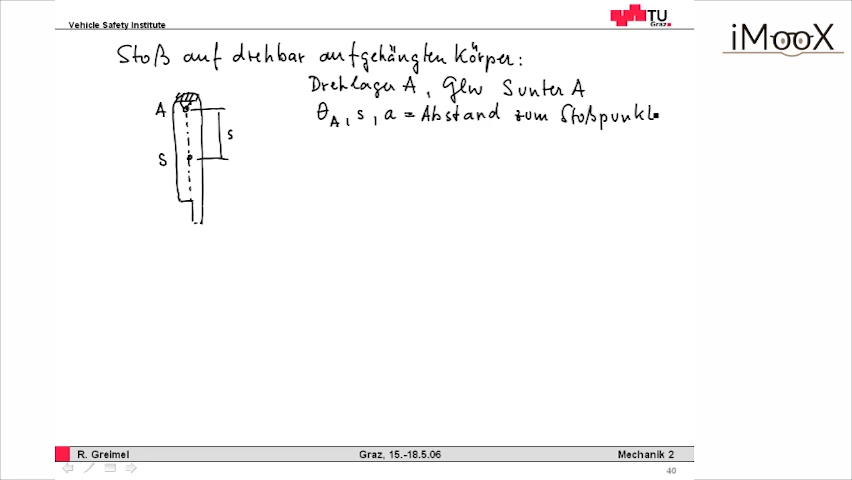 Vehicle Safety Institute
TU
Graz
iMooX
Stoß auf drehbar aufgehängten Körper:
Drehlager A, Glw S unter A
θA, s, a = Abstand zum Stoßpunkt
A
s
S
R. Greimel
Graz, 15.-18.5.06
Mechanik 2
40